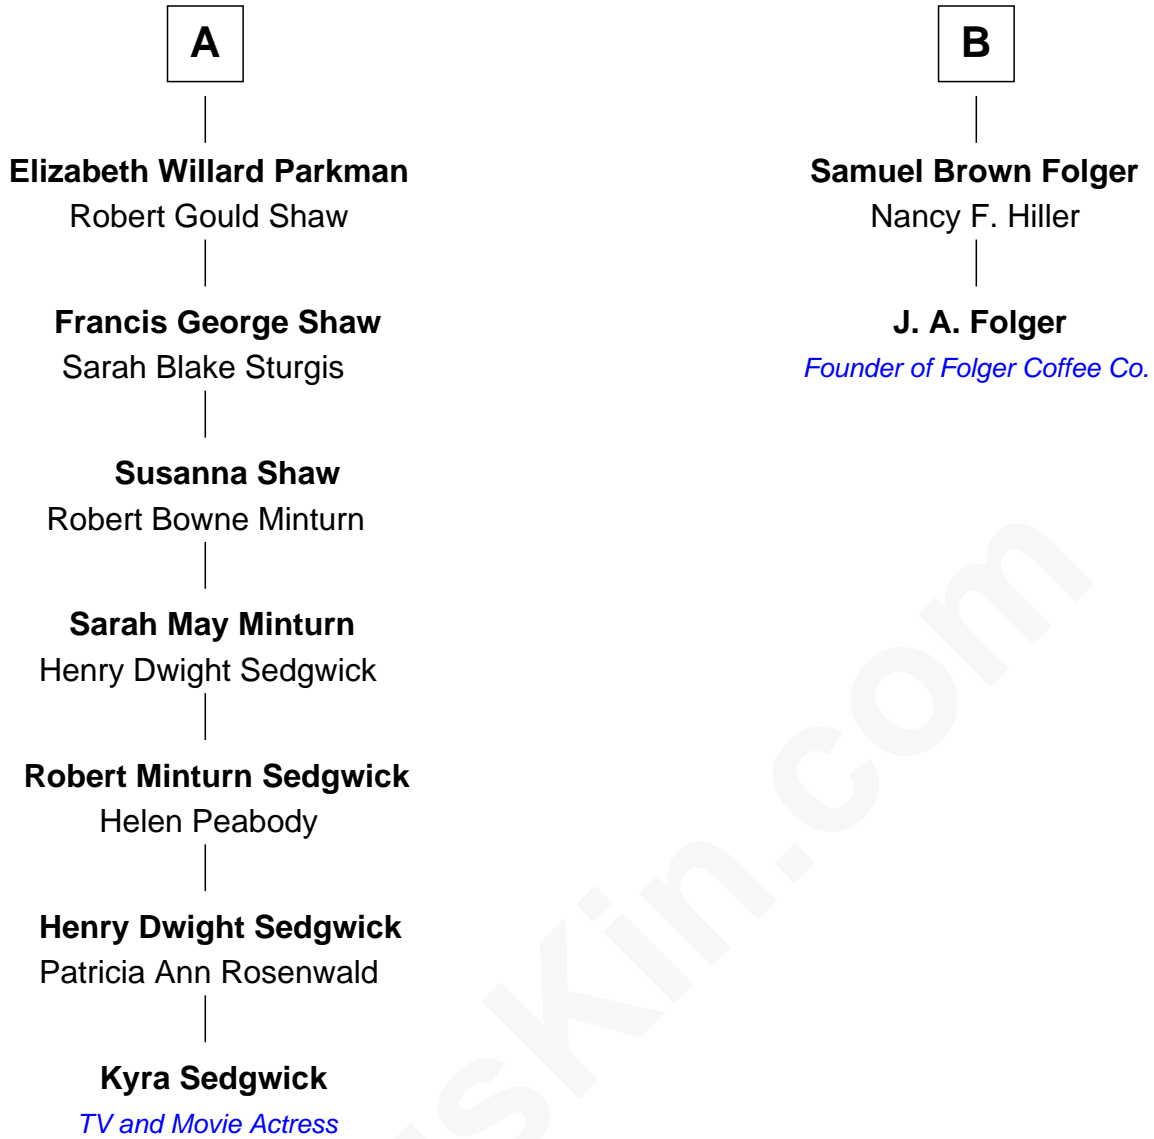 A
Elizabeth Willard Parkman
Robert Gould Shaw
Francis George Shaw
Sarah Blake Sturgis
Susanna Shaw
Robert Bowne Minturn
Sarah May Minturn
Henry Dwight Sedgwick
Robert Minturn Sedgwick
Helen Peabody
Henry Dwight Sedgwick
Patricia Ann Rosenwald
Kyra Sedgwick
TV and Movie Actress
B
Samuel Brown Folger
Nancy F. Hiller
J. A. Folger
Founder of Folger Coffee Co.
sKin.com